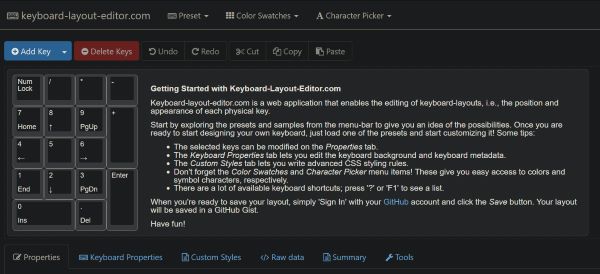 keyboard-layout-editor.com Preset Color Swatches Character Picker
Add Key Delete Keys Undo Redo Cut Copy Paste
Num Lock / * -
7 Home 8 ↑ 9 PgUp +
4 ← 5 6 →
1 End 2 ↓ 3 PgDn Enter
0 Ins . Del
Getting Started with Keyboard-Layout-Editor.com
Keyboard-layout-editor.com is a web application that enables the editing of keyboard-layouts, i.e., the position and
appearance of each physical key.
Start by exploring the presets and samples from the menu-bar to give you an idea of the possibilities. Once you are
ready to start designing your own keyboard, just load one of the presets and start customizing it! Some tips:
• The selected keys can be modified on the Properties tab.
• The Keyboard Properties tab lets you edit the keyboard background and keyboard metadata.
• The Custom Styles tab lets you write advanced CSS styling rules.
• Don't forget the Color Swatches and Character Picker menu items! These give you easy access to colors and
symbol characters, respectively.
• There are a lot of available keyboard shortcuts; press '?' or 'F1' to see a list.
When you're ready to save your layout, simply 'Sign In' with your GitHub account and click the Save button. Your layout
will be saved in a GitHub Gist.
Have fun!
Properties Keyboard Properties Custom Styles </> Raw data Summary Tools